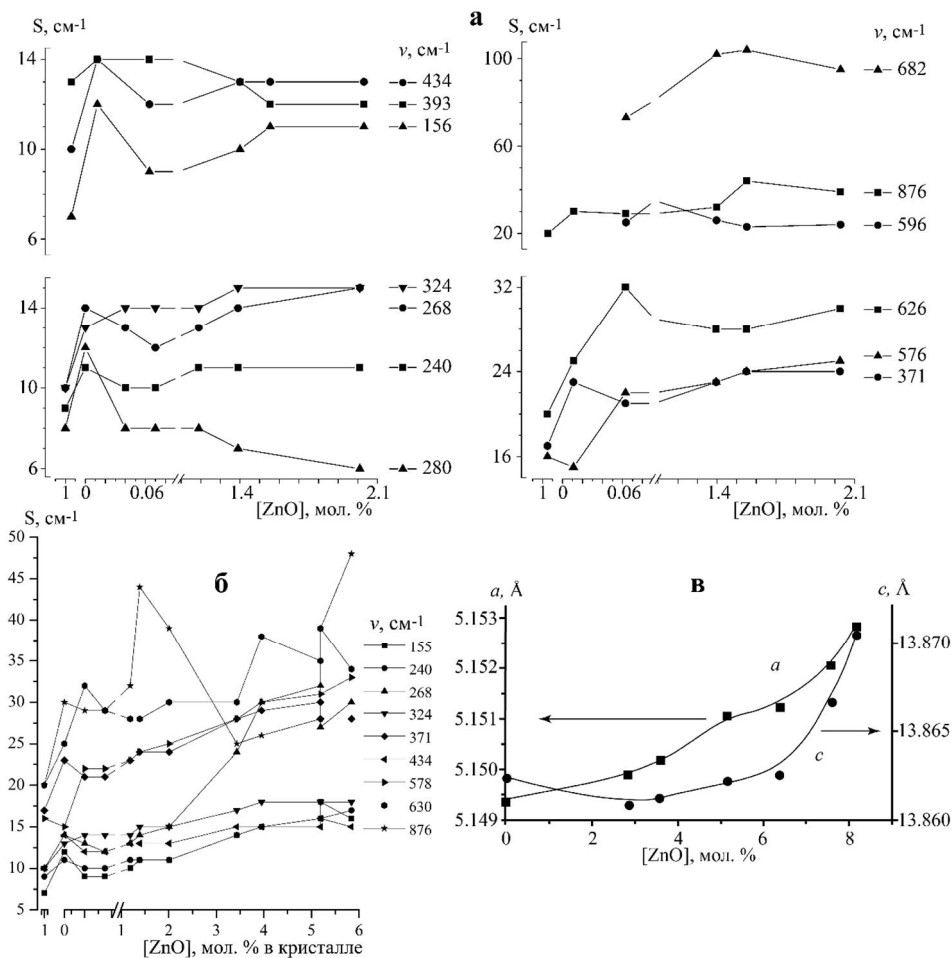 а
S, см-1
ν, см-1
14
10
6
434
393
156
14
10
6
324
268
240
280
1 0 0.06 1.4 2.1
[ZnO], мол. %
S, см-1
ν, см-1
100
60
20
682
876
596
32
24
16
626
576
371
1 0 0.06 1.4 2.1
[ZnO], мол. %
S, см-1
б
50
45
40
35
30
25
20
15
10
5
ν, см-1
155
240
268
324
371
434
578
630
876
1 0 1 2 3 4 5 6
[ZnO], мол. % в кристалле
в
a, Å
c, Å
5.153
5.152
5.151
5.150
5.149
13.870
13.865
13.860
a
c
0 2 4 6 8
[ZnO], мол. %